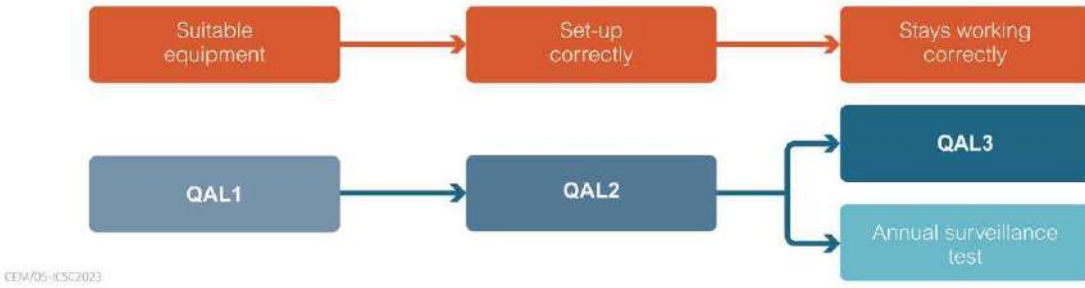 Suitable
equipment
Set-up
correctly
Stays working
correctly
QAL1
QAL2
QAL3
Annual surveillance
test
CEM/05-ICSC2023